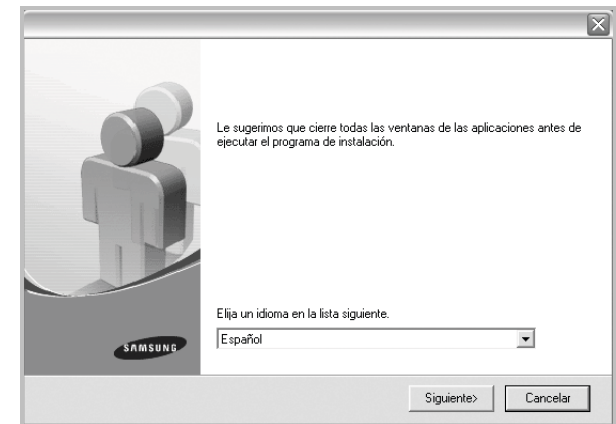 Le sugerimos que cierre todas las ventanas de las aplicaciones antes de
ejecutar el programa de instalación.
Elija un idioma en la lista siguiente.
Español
SAMSUNG
Siguiente>
Cancelar